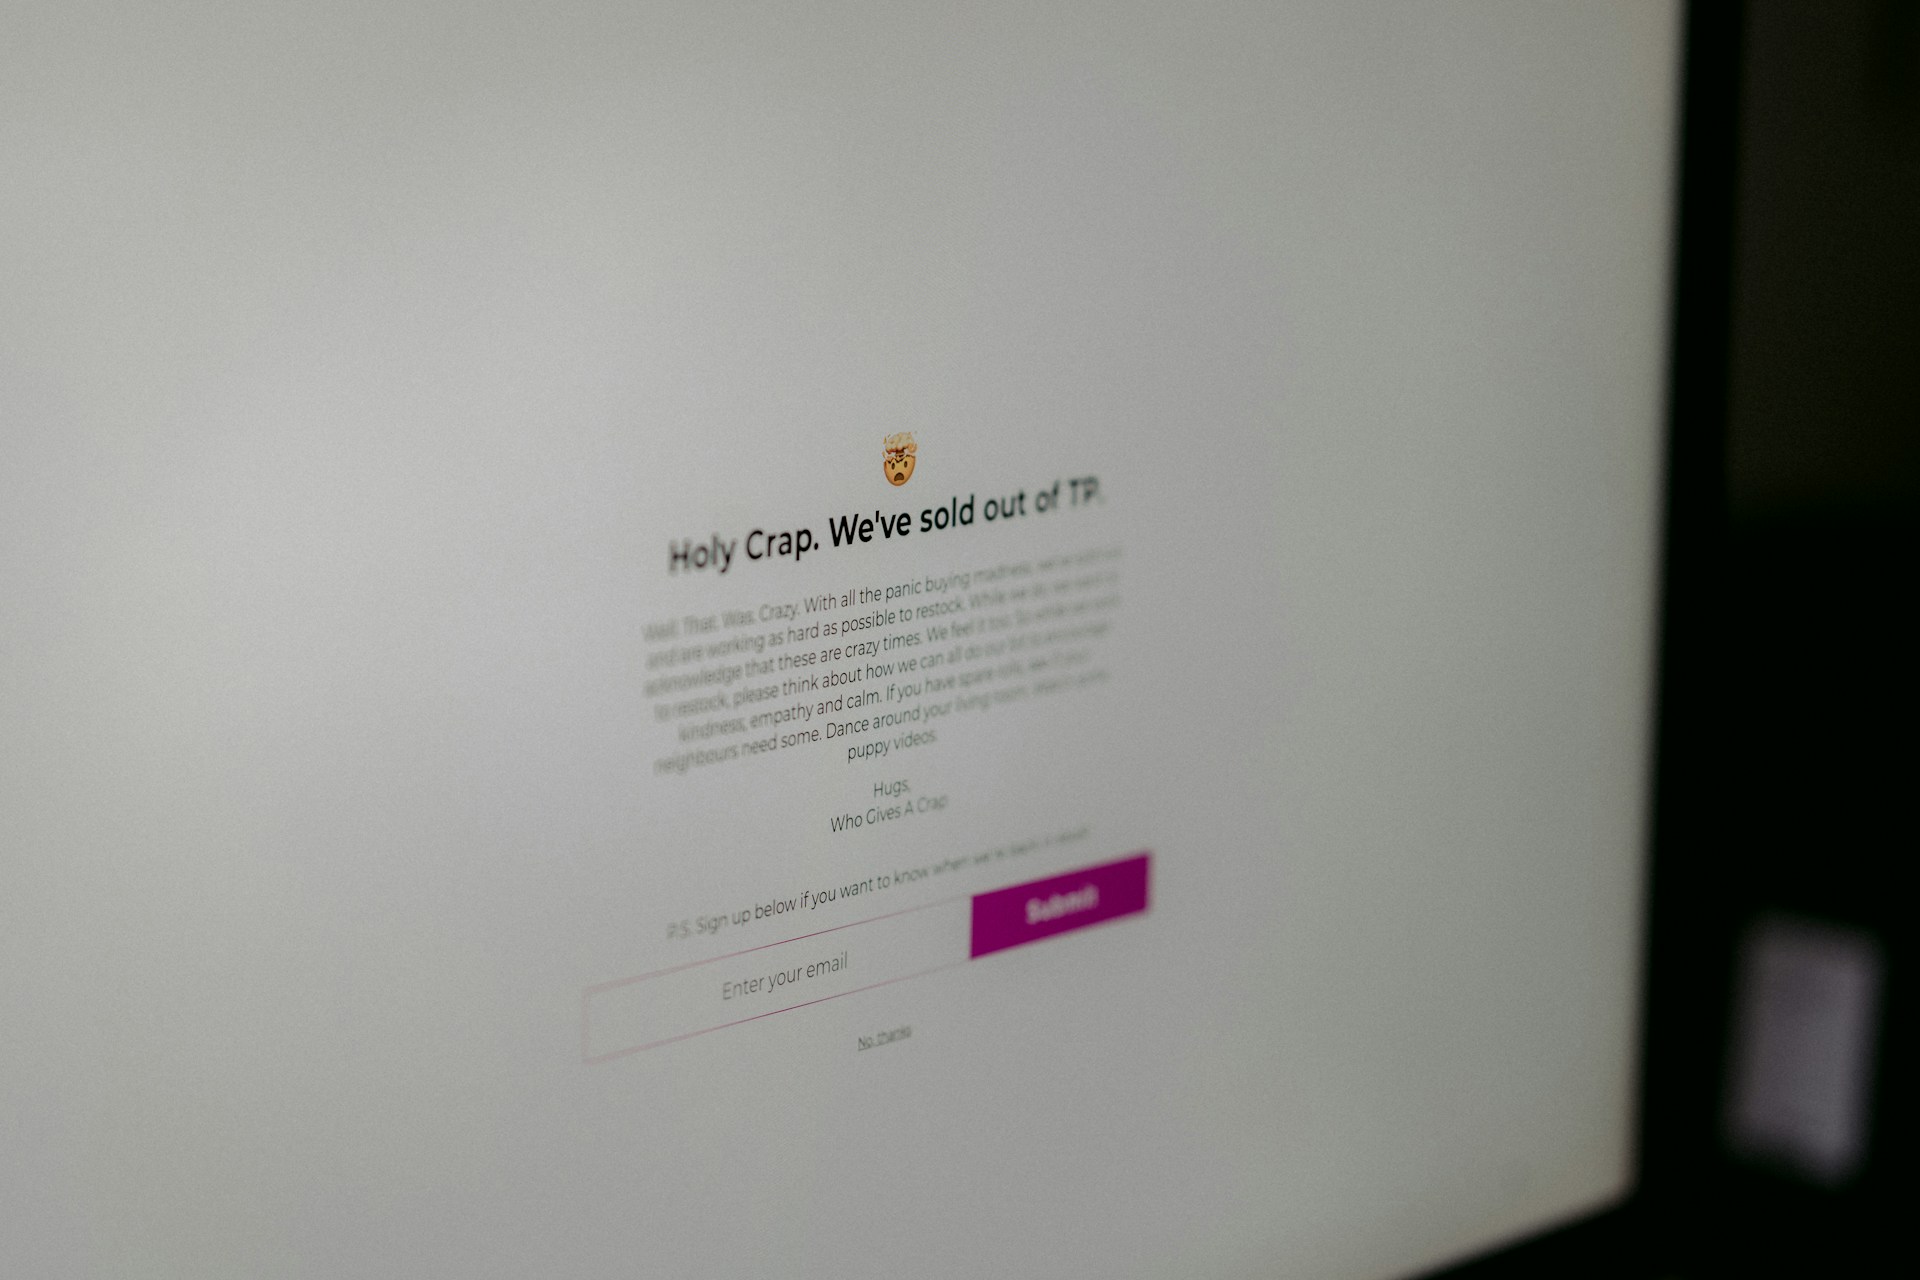 Holy Crap. We've sold out of TP.
Well. That. Was. Crazy. With all the panic buying madness, we've sold out
and are working as hard as possible to restock. While we do, we want to
acknowledge that these are crazy times. We feel it too. So while we work
to restock, please think about how we can all do our bit to encourage
kindness, empathy and calm. If you have spare rolls, see if your
neighbours need some. Dance around your living room. Watch some
puppy videos.
Hugs,
Who Gives A Crap
P.S. Sign up below if you want to know when we're back in stock
Enter your email
Submit
No, thanks